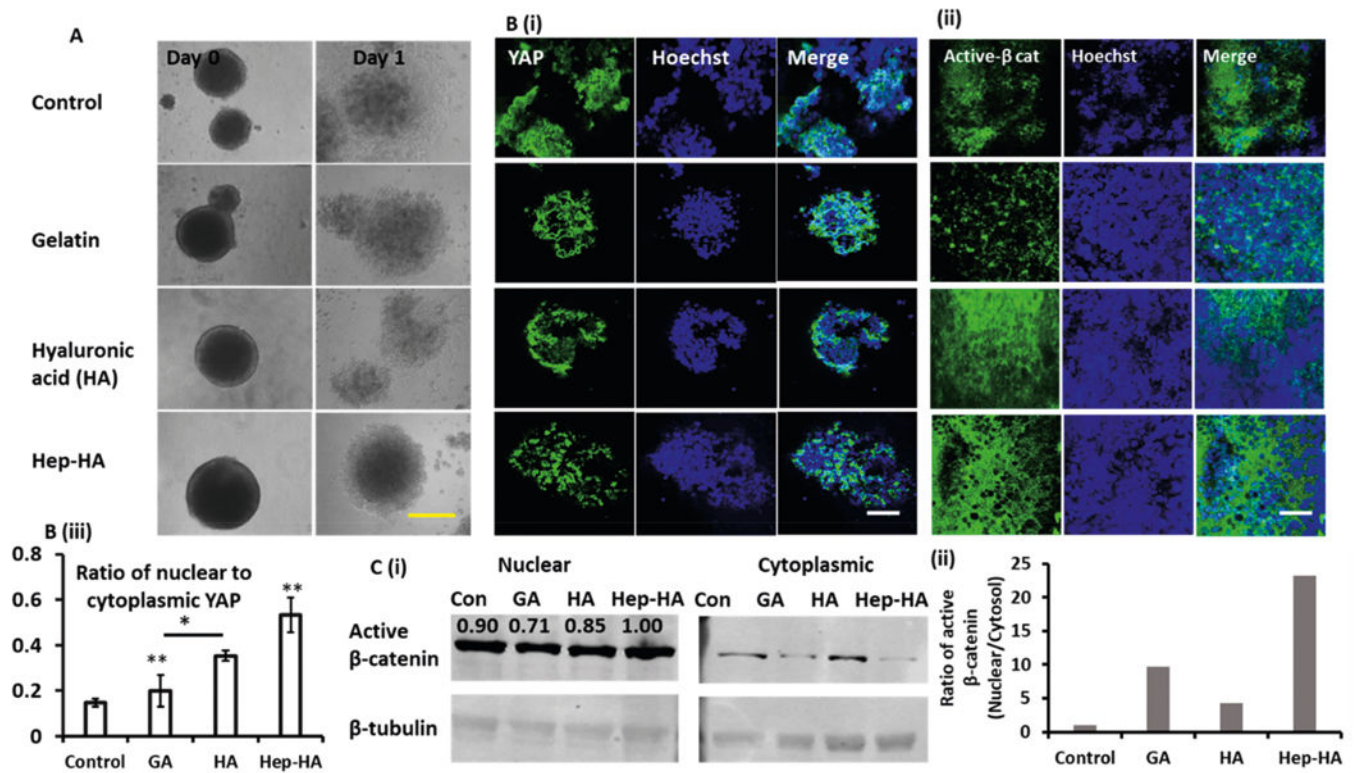 A
Day 0
Day 1
Control
Gelatin
Hyaluronic
acid (HA)
Hep-HA
B (i)
YAP
Hoechst
Merge
(ii)
Active-β cat
Hoechst
Merge
B (iii)
0.8
0.6
0.4
0.2
0
Ratio of nuclear to
cytoplasmic YAP
**
*
**
Control
GA
HA
Hep-HA
C (i)
Nuclear
Cytoplasmic
Con GA HA Hep-HA
Con GA HA Hep-HA
Active
β-catenin
0.90 0.71 0.85 1.00
β-tubulin
(ii)
Ratio of active
β-catenin
(Nuclear/Cytosol)
25
20
15
10
5
0
Control
GA
HA
Hep-HA